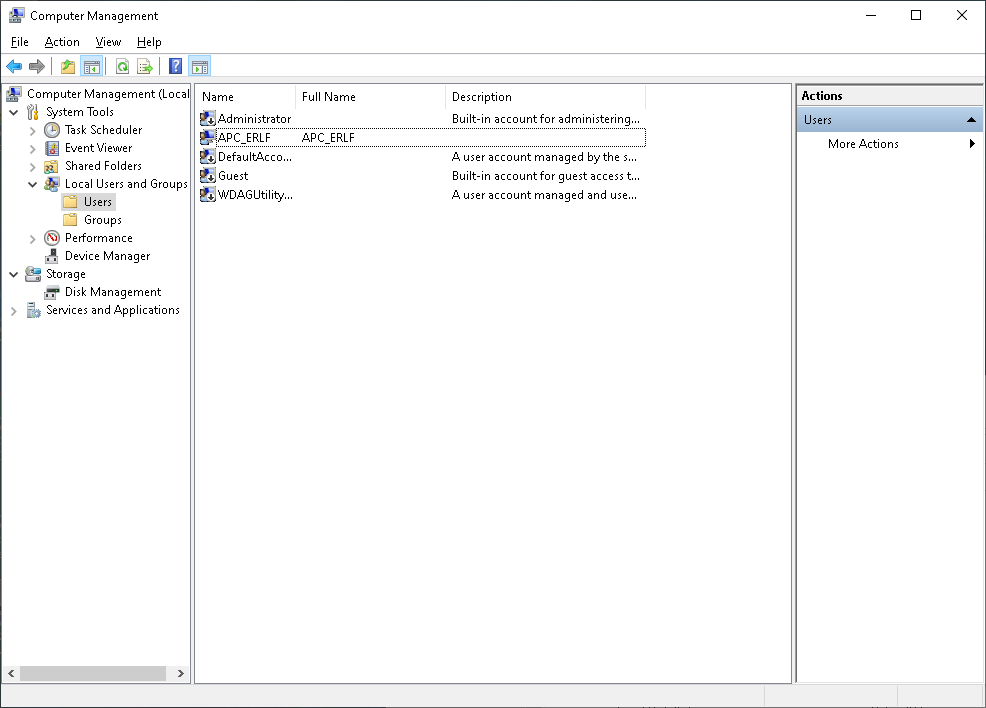 Computer Management
File Action View Help
Computer Management (Local
System Tools
Task Scheduler
Event Viewer
Shared Folders
Local Users and Groups
Users
Groups
Performance
Device Manager
Storage
Disk Management
Services and Applications
Name Full Name Description
Administrator Built-in account for administering...
APC_ERLF APC_ERLF
DefaultAcco... A user account managed by the s...
Guest Built-in account for guest access t...
WDAGUtility... A user account managed and use...
Actions
Users
More Actions